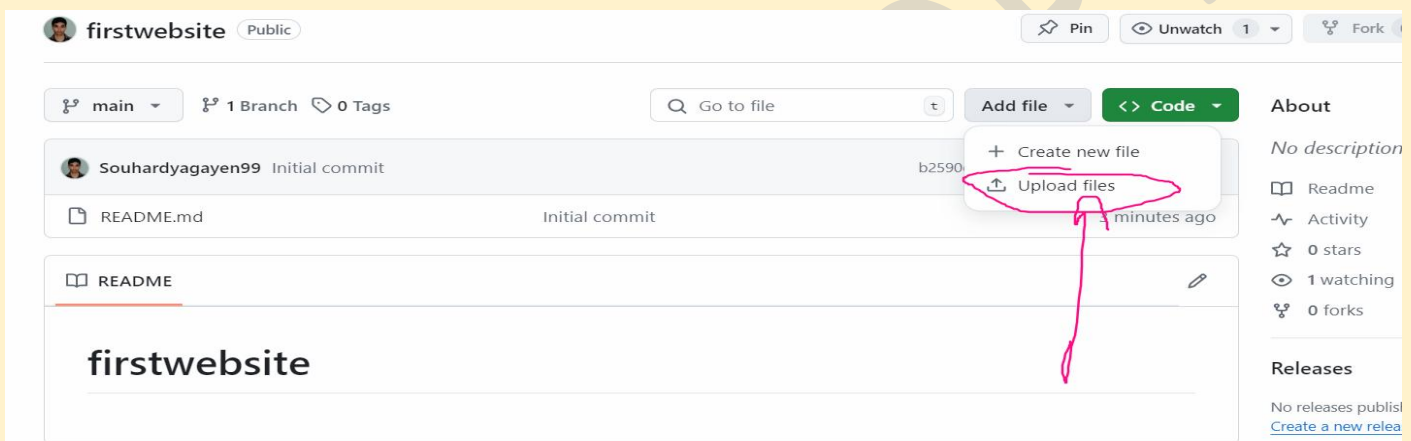 firstwebsite Public
Pin Unwatch 1 Fork
main 1 Branch 0 Tags Go to file t Add file <> Code
Create new file
Upload files
Souhardyagayen99 Initial commit b2590
README.md Initial commit minutes ago
README
firstwebsite
About
No description
Readme
Activity
0 stars
1 watching
0 forks
Releases
No releases
Create a new